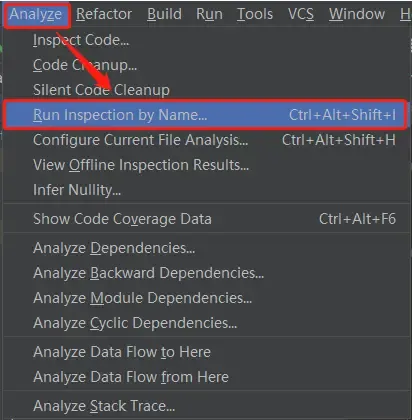 Analyze Refactor Build Run Tools VCS Window H
Inspect Code...
Code Cleanup...
Silent Code Cleanup
Run Inspection by Name... Ctrl+Alt+Shift+I
Configure Current File Analysis... Ctrl+Alt+Shift+H
View Offline Inspection Results...
Infer Nullity...
Show Code Coverage Data Ctrl+Alt+F6
Analyze Dependencies...
Analyze Backward Dependencies...
Analyze Module Dependencies...
Analyze Cyclic Dependencies...
Analyze Data Flow to Here
Analyze Data Flow from Here
Analyze Stack Trace...